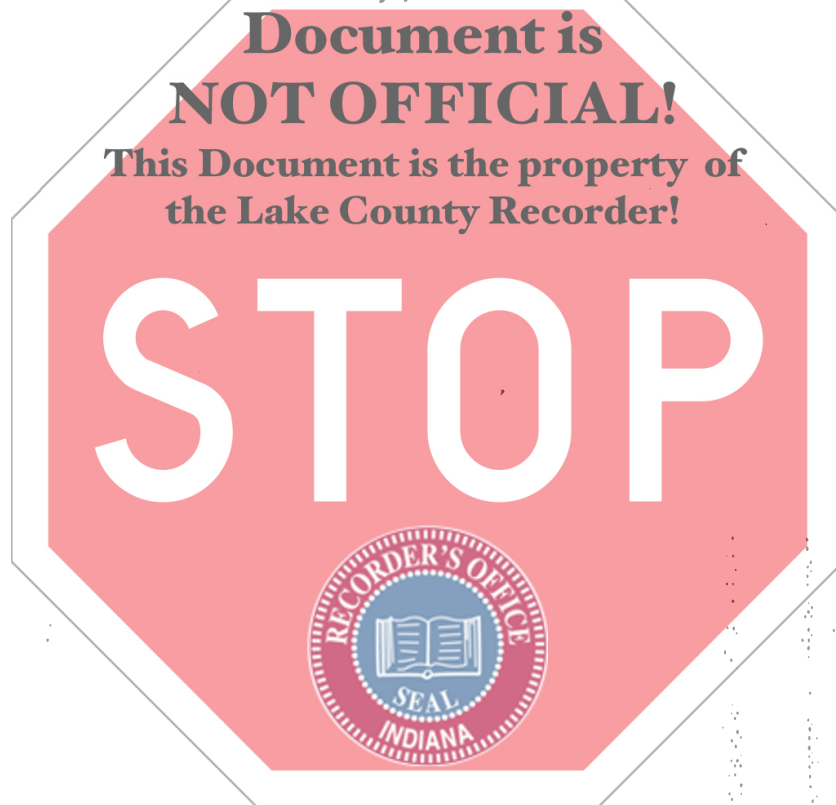 Document is
NOT OFFICIAL!
This Document is the property of
the Lake County Recorder!
STOP
RECORDER'S OFFICE
SEAL
INDIANA